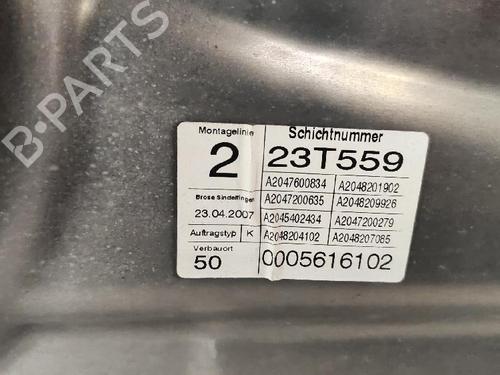 Montagelinie Schichtnummer
2 23T559
A2047600834 A2048201902
Brose Sindelfingen A2047200635 A2048209926
23.04.2007 A2045402434 A2047200279
Auftragstyp K A2048204102 A2048207085
Verbauort
50 0005616102
B-PARTS